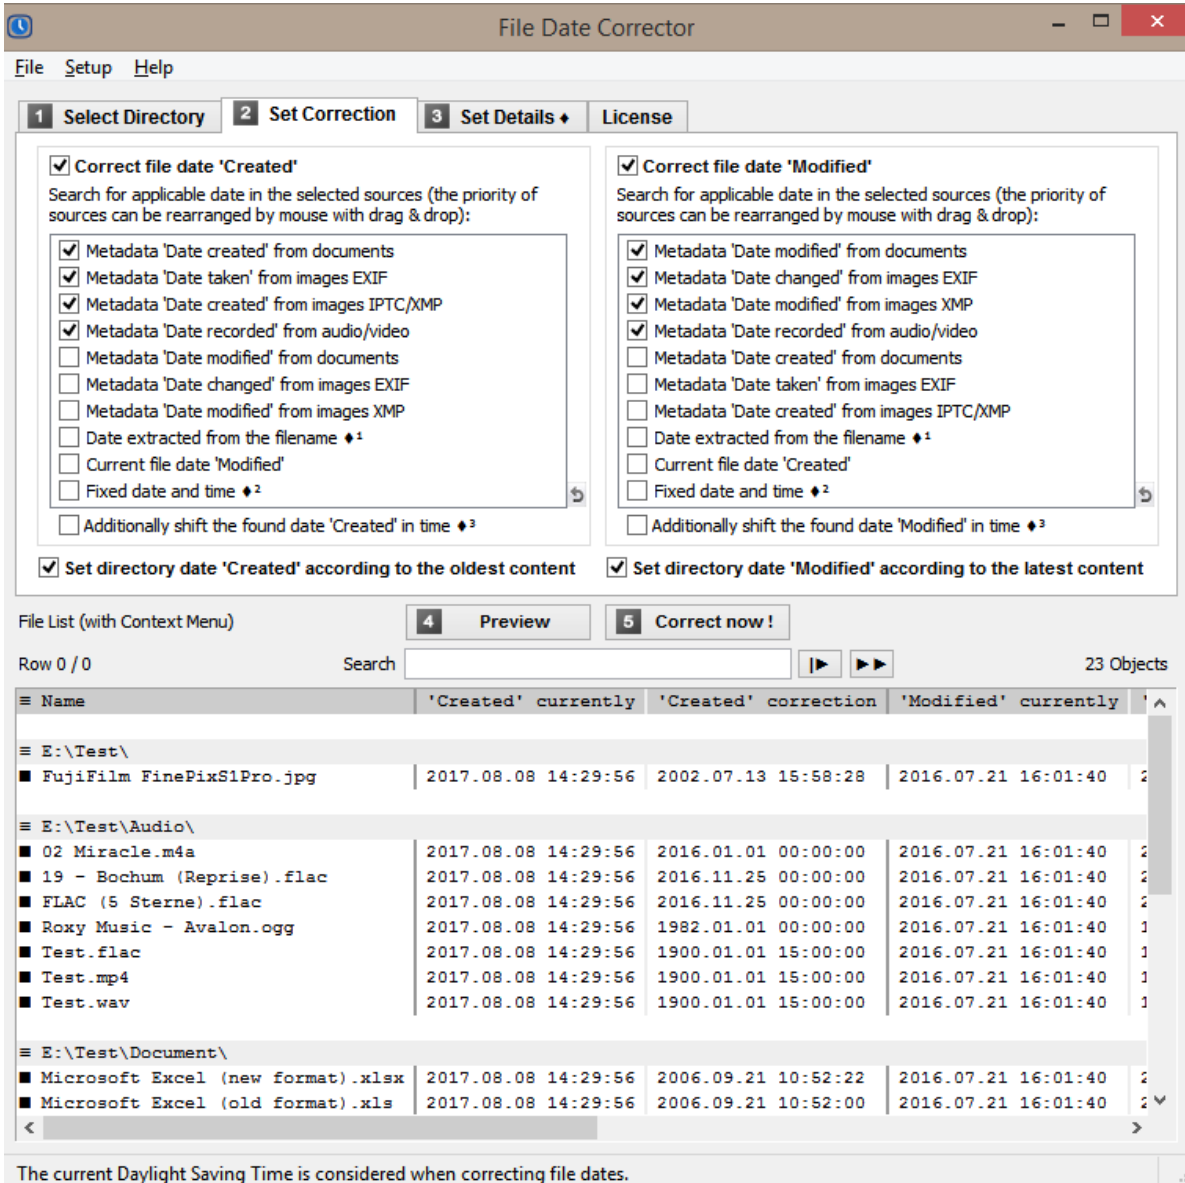 File Date Corrector
File Setup Help
1 Select Directory 2 Set Correction 3 Set Details ♦ License
Correct file date 'Created'
Search for applicable date in the selected sources (the priority of
sources can be rearranged by mouse with drag & drop):
Metadata 'Date created' from documents
Metadata 'Date taken' from images EXIF
Metadata 'Date created' from images IPTC/XMP
Metadata 'Date recorded' from audio/video
Metadata 'Date modified' from documents
Metadata 'Date changed' from images EXIF
Metadata 'Date modified' from images XMP
Date extracted from the filename ♦¹
Current file date 'Modified'
Fixed date and time ♦²
Additionally shift the found date 'Created' in time ♦³
Set directory date 'Created' according to the oldest content
Correct file date 'Modified'
Search for applicable date in the selected sources (the priority of
sources can be rearranged by mouse with drag & drop):
Metadata 'Date modified' from documents
Metadata 'Date changed' from images EXIF
Metadata 'Date modified' from images XMP
Metadata 'Date recorded' from audio/video
Metadata 'Date created' from documents
Metadata 'Date taken' from images EXIF
Metadata 'Date created' from images IPTC/XMP
Date extracted from the filename ♦¹
Current file date 'Created'
Fixed date and time ♦²
Additionally shift the found date 'Modified' in time ♦³
Set directory date 'Modified' according to the latest content
File List (with Context Menu) 4 Preview 5 Correct now !
Row 0 / 0 Search 23 Objects
≡ Name 'Created' currently 'Created' correction 'Modified' currently '
≡ E:\Test\
■ FujiFilm FinePixS1Pro.jpg 2017.08.08 14:29:56 2002.07.13 15:58:28 2016.07.21 16:01:40 2
≡ E:\Test\Audio\
■ 02 Miracle.m4a 2017.08.08 14:29:56 2016.01.01 00:00:00 2016.07.21 16:01:40 2
■ 19 - Bochum (Reprise).flac 2017.08.08 14:29:56 2016.11.25 00:00:00 2016.07.21 16:01:40 2
■ FLAC (5 Sterne).flac 2017.08.08 14:29:56 2016.11.25 00:00:00 2016.07.21 16:01:40 2
■ Roxy Music - Avalon.ogg 2017.08.08 14:29:56 1982.01.01 00:00:00 2016.07.21 16:01:40 1
■ Test.flac 2017.08.08 14:29:56 1900.01.01 15:00:00 2016.07.21 16:01:40 1
■ Test.mp4 2017.08.08 14:29:56 1900.01.01 15:00:00 2016.07.21 16:01:40 1
■ Test.wav 2017.08.08 14:29:56 1900.01.01 15:00:00 2016.07.21 16:01:40 1
≡ E:\Test\Document\
■ Microsoft Excel (new format).xlsx 2017.08.08 14:29:56 2006.09.21 10:52:22 2016.07.21 16:01:40 2
■ Microsoft Excel (old format).xls 2017.08.08 14:29:56 2006.09.21 10:52:00 2016.07.21 16:01:40 2
The current Daylight Saving Time is considered when correcting file dates.